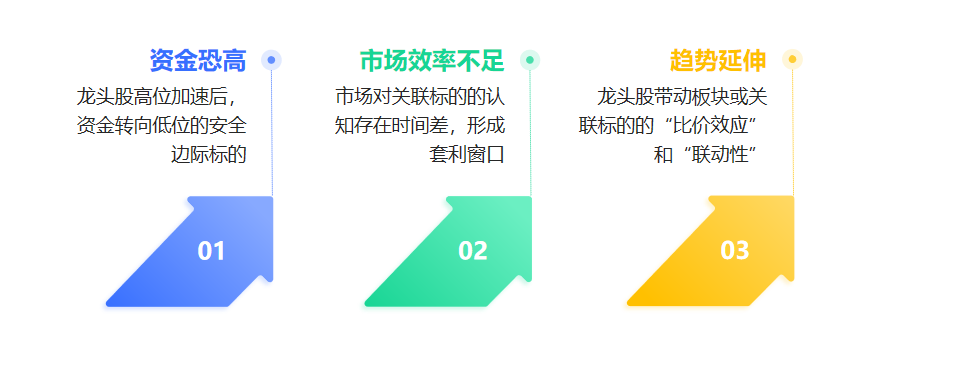 资金恐高
龙头股高位加速后，
资金转向低位的安全
边际标的
01
市场效率不足
市场对关联标的的认
知存在时间差，形成
套利窗口
02
趋势延伸
龙头股带动板块或关
联标的的“比价效应”
和“联动性”
03